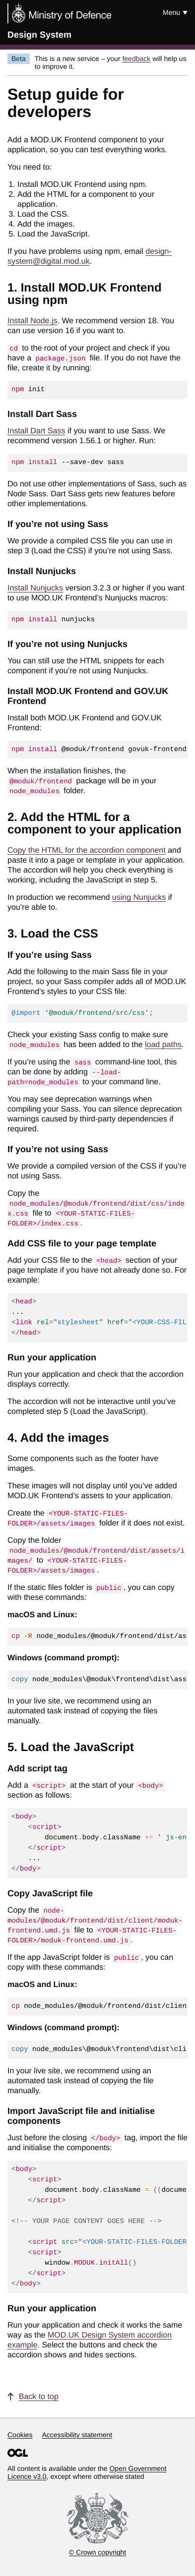 Ministry of Defence
Menu
Design System
Beta
This is a new service – your feedback will help us
to improve it.
Setup guide for
developers
Add a MOD.UK Frontend component to your
application, so you can test everything works.
You need to:
1. Install MOD.UK Frontend using npm.
2. Add the HTML for a component to your
application.
3. Load the CSS.
4. Add the images.
5. Load the JavaScript.
If you have problems using npm, email design-
system@digital.mod.uk.
1. Install MOD.UK Frontend
using npm
Install Node.js. We recommend version 18. You
can use version 16 if you want to.
cd to the root of your project and check if you
have a package.json file. If you do not have the
file, create it by running:
npm init
Install Dart Sass
Install Dart Sass if you want to use Sass. We
recommend version 1.56.1 or higher. Run:
npm install --save-dev sass
Do not use other implementations of Sass, such as
Node Sass. Dart Sass gets new features before
other implementations.
If you’re not using Sass
We provide a compiled CSS file you can use in
step 3 (Load the CSS) if you’re not using Sass.
Install Nunjucks
Install Nunjucks version 3.2.3 or higher if you want
to use MOD.UK Frontend’s Nunjucks macros:
npm install nunjucks
If you’re not using Nunjucks
You can still use the HTML snippets for each
component if you’re not using Nunjucks.
Install MOD.UK Frontend and GOV.UK
Frontend
Install both MOD.UK Frontend and GOV.UK
Frontend:
npm install @moduk/frontend govuk-frontend
When the installation finishes, the
@moduk/frontend package will be in your
node_modules folder.
2. Add the HTML for a
component to your application
Copy the HTML for the accordion component and
paste it into a page or template in your application.
The accordion will help you check everything is
working, including the JavaScript in step 5.
In production we recommend using Nunjucks if
you’re able to.
3. Load the CSS
If you’re using Sass
Add the following to the main Sass file in your
project, so your Sass compiler adds all of MOD.UK
Frontend’s styles to your CSS file:
@import '@moduk/frontend/src/css';
Check your existing Sass config to make sure
node_modules has been added to the load paths.
If you’re using the sass command-line tool, this
can be done by adding --load-
path=node_modules to your command line.
You may see deprecation warnings when
compiling your Sass. You can silence deprecation
warnings caused by third-party dependencies if
required.
If you’re not using Sass
We provide a compiled version of the CSS if you’re
not using Sass.
Copy the
node_modules/@moduk/frontend/dist/css/inde
x.css file to <YOUR-STATIC-FILES-
FOLDER>/index.css.
Add CSS file to your page template
Add your CSS file to the <head> section of your
page template if you have not already done so. For
example:
<head>
...
<link rel="stylesheet" href="<YOUR-CSS-FIL
</head>
Run your application
Run your application and check that the accordion
displays correctly.
The accordion will not be interactive until you’ve
completed step 5 (Load the JavaScript).
4. Add the images
Some components such as the footer have
images.
These images will not display until you’ve added
MOD.UK Frontend’s assets to your application.
Create the <YOUR-STATIC-FILES-
FOLDER>/assets/images folder if it does not exist.
Copy the folder
node_modules/@moduk/frontend/dist/assets/i
mages/ to <YOUR-STATIC-FILES-
FOLDER>/assets/images.
If the static files folder is public, you can copy
with these commands:
macOS and Linux:
cp -R node_modules/@moduk/frontend/dist/as
Windows (command prompt):
copy node_modules\@moduk\frontend\dist\ass
In your live site, we recommend using an
automated task instead of copying the files
manually.
5. Load the JavaScript
Add script tag
Add a <script> at the start of your <body>
section as follows:
<body>
<script>
document.body.className += ' js-en
</script>
...
</body>
Copy JavaScript file
Copy the node-
modules/@moduk/frontend/dist/client/moduk-
frontend.umd.js file to <YOUR-STATIC-FILES-
FOLDER>/moduk-frontend.umd.js.
If the app JavaScript folder is public, you can
copy with these commands:
macOS and Linux:
cp node_modules/@moduk/frontend/dist/clien
Windows (command prompt):
copy node_modules\@moduk\frontend\dist\cli
In your live site, we recommend using an
automated task instead of copying the file
manually.
Import JavaScript file and initialise
components
Just before the closing </body> tag, import the file
and initialise the components:
<body>
<script>
document.body.className = ((docume
</script>
<!-- YOUR PAGE CONTENT GOES HERE -->
<script src="<YOUR-STATIC-FILES-FOLDER
<script>
window.MODUK.initAll()
</script>
</body>
Run your application
Run your application and check it works the same
way as the MOD.UK Design System accordion
example. Select the buttons and check the
accordion shows and hides sections.
Back to top
Cookies Accessibility statement
OGL
All content is available under the Open Government
Licence v3.0, except where otherwise stated
© Crown copyright